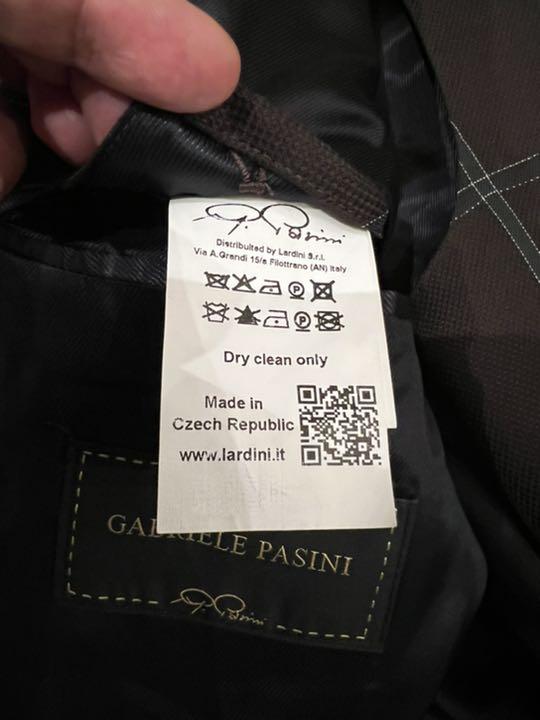 G. Pasini
Distributed by Lardini S.r.l.
Via A.Grandi 15/a Filottrano (AN) Italy
Dry clean only
Made in
Czech Republic
www.lardini.it
GABRIELE PASINI
G. Pasini